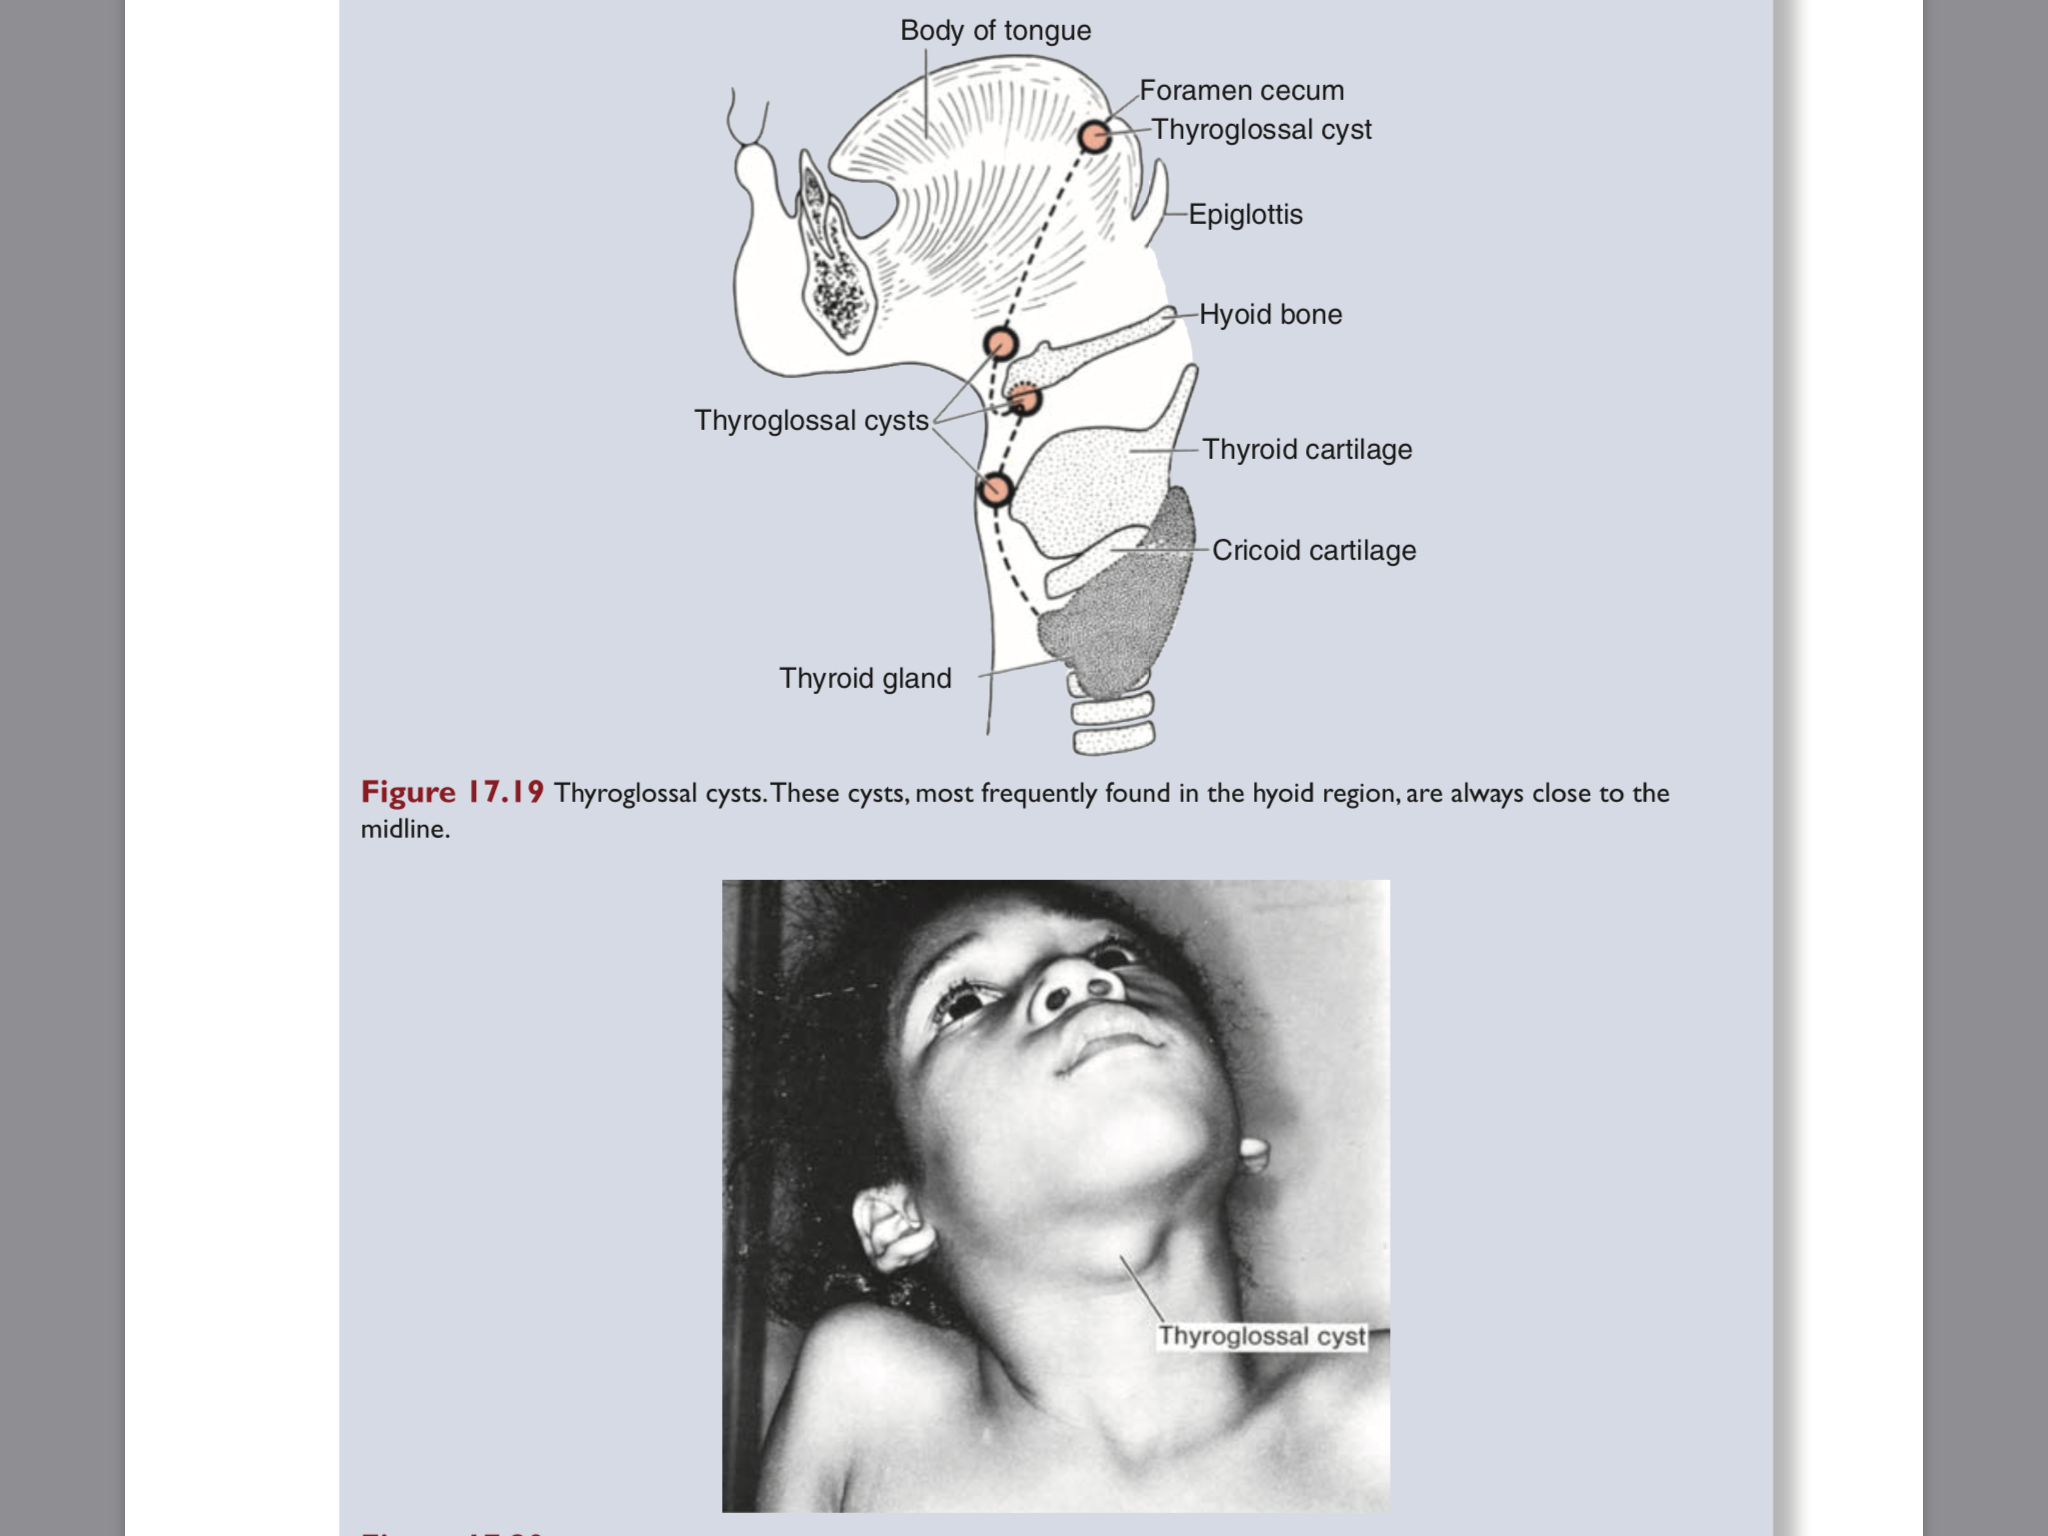 Body of tongue
Foramen cecum
Thyroglossal cyst
Epiglottis
Hyoid bone
Thyroglossal cysts
Thyroid cartilage
Cricoid cartilage
Thyroid gland
Figure 17.19 Thyroglossal cysts. These cysts, most frequently found in the hyoid region, are always close to the
midline.
Thyroglossal cyst